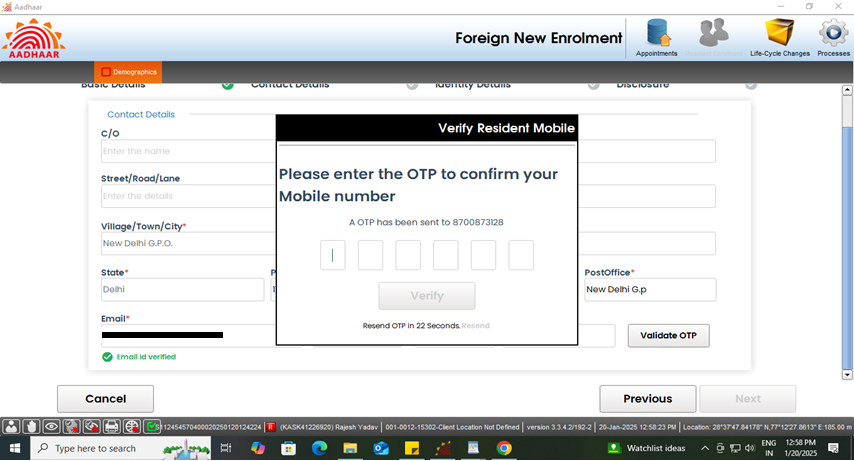 Aadhaar
AADHAAR
Foreign New Enrolment
Appointments
Life-Cycle Changes
Processes
Demographics
Basic Details
Contact Details
Identity Details
Disclosure
Contact Details
C/O
Enter the name
Street/Road/Lane
Enter the details
Village/Town/City*
New Delhi G.P.O.
State*
Delhi
PostOffice*
New Delhi G.p
Email*
Email id verified
Validate OTP
Verify Resident Mobile
Please enter the OTP to confirm your
Mobile number
A OTP has been sent to 8700873128
Verify
Resend OTP in 22 Seconds. Resend
Cancel
Previous
Next
R
(KASK41226920) Rajesh Yadav
001-0012-15302-Client Location Not Defined
version 3.3.4.2/192-2
20-Jan-2025 12:58:23 PM
Location: 28°37'47.84178" N,77°12'27.8613" E:185.00 m
Type here to search
Watchlist ideas
ENG
IN
12:58 PM
1/20/2025